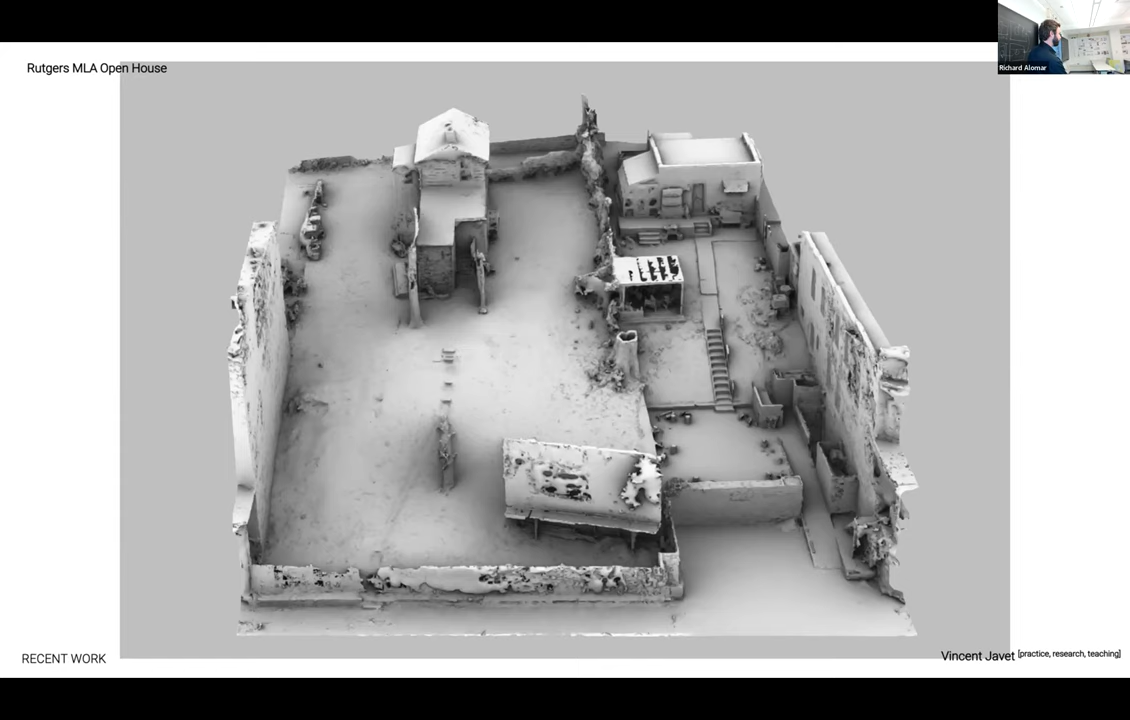 Richard Alomar
Rutgers MLA Open House
RECENT WORK
Vincent Javet [practice, research, teaching]